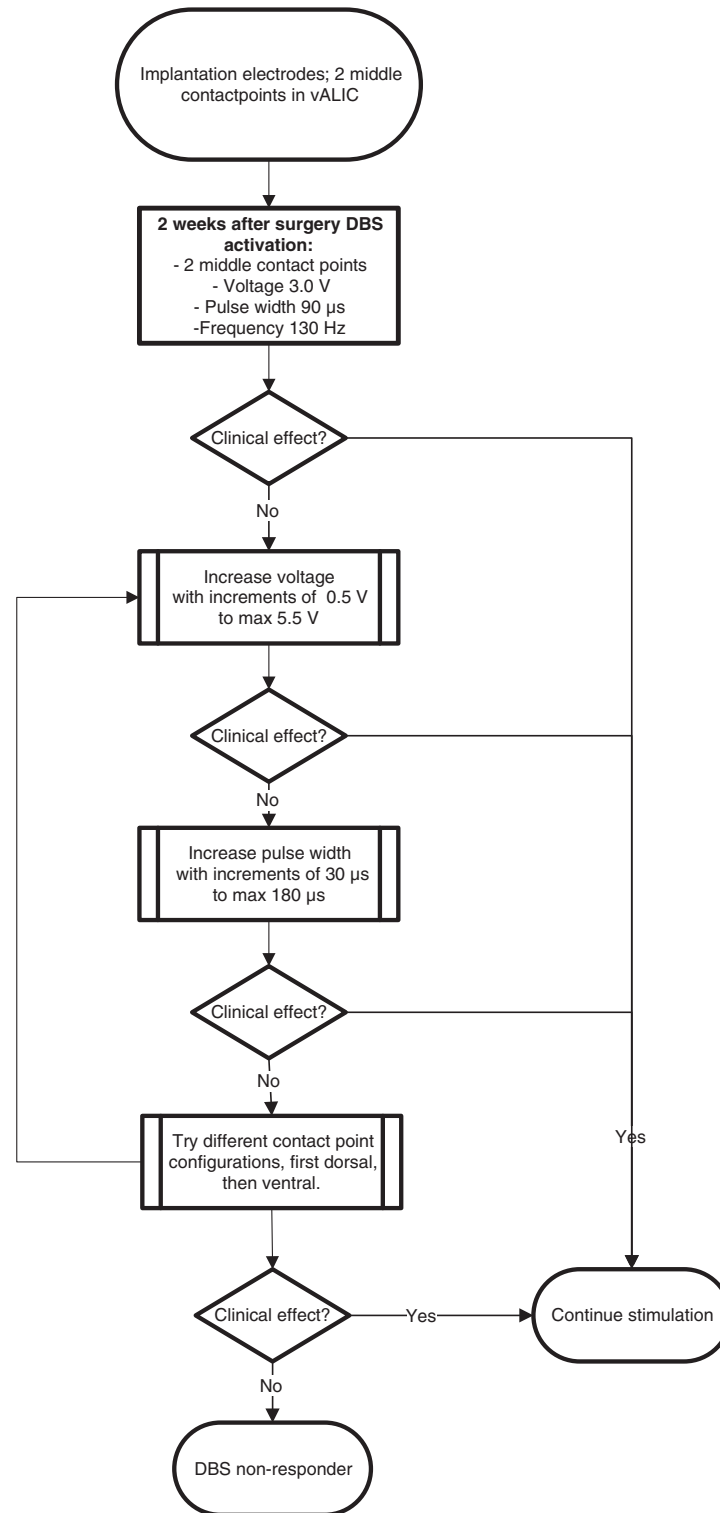 Implantation electrodes; 2 middle
contactpoints in vALIC
2 weeks after surgery DBS
activation:
- 2 middle contact points
- Voltage 3.0 V
- Pulse width 90 μs
-Frequency 130 Hz
Clinical effect?
No
Increase voltage
with increments of 0.5 V
to max 5.5 V
Clinical effect?
No
Increase pulse width
with increments of 30 μs
to max 180 μs
Clinical effect?
No
Try different contact point
configurations, first dorsal,
then ventral.
Yes
Clinical effect?
Yes
Continue stimulation
No
DBS non-responder